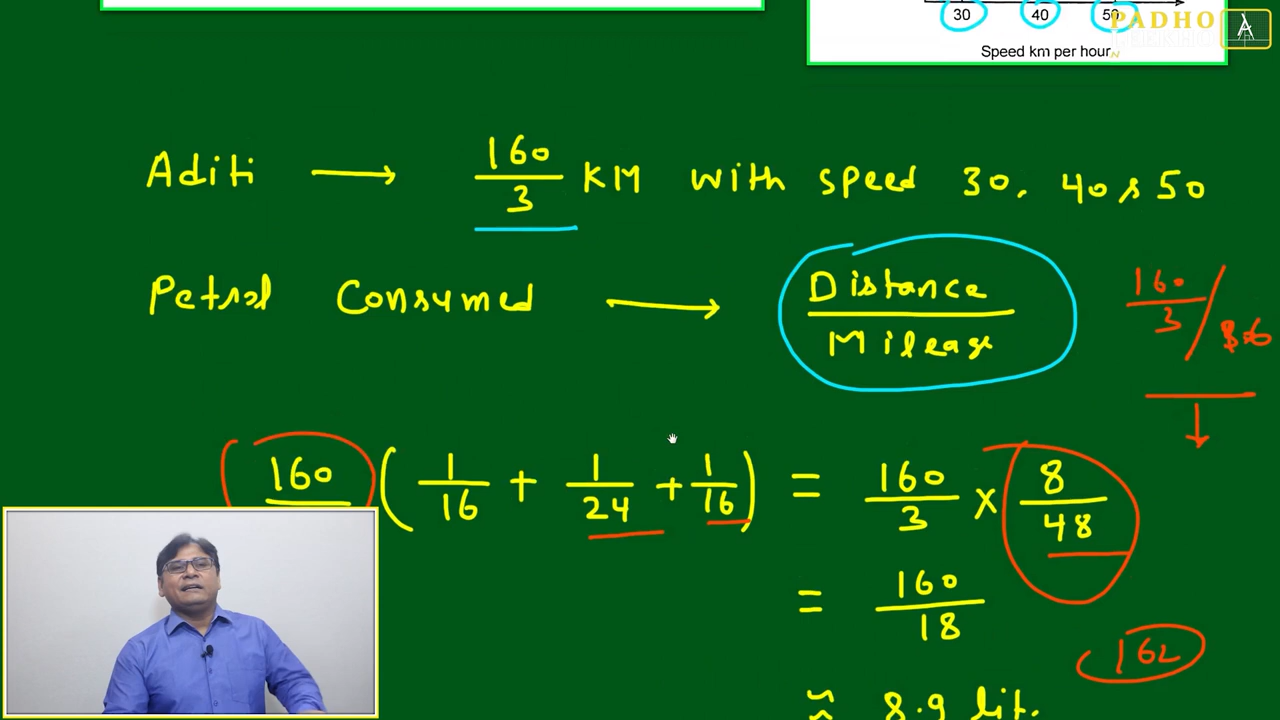 30 40 50
PADHO
Speed km per hour
Aditi → 160/3 KM with speed 30, 40 & 50
Petrol Consumed → Distance/Mileage
160/3 /
160 (1/16 + 1/24 + 1/16) = 160/3 × 8/48
= 160/18
162
≈ 8.9 lit.